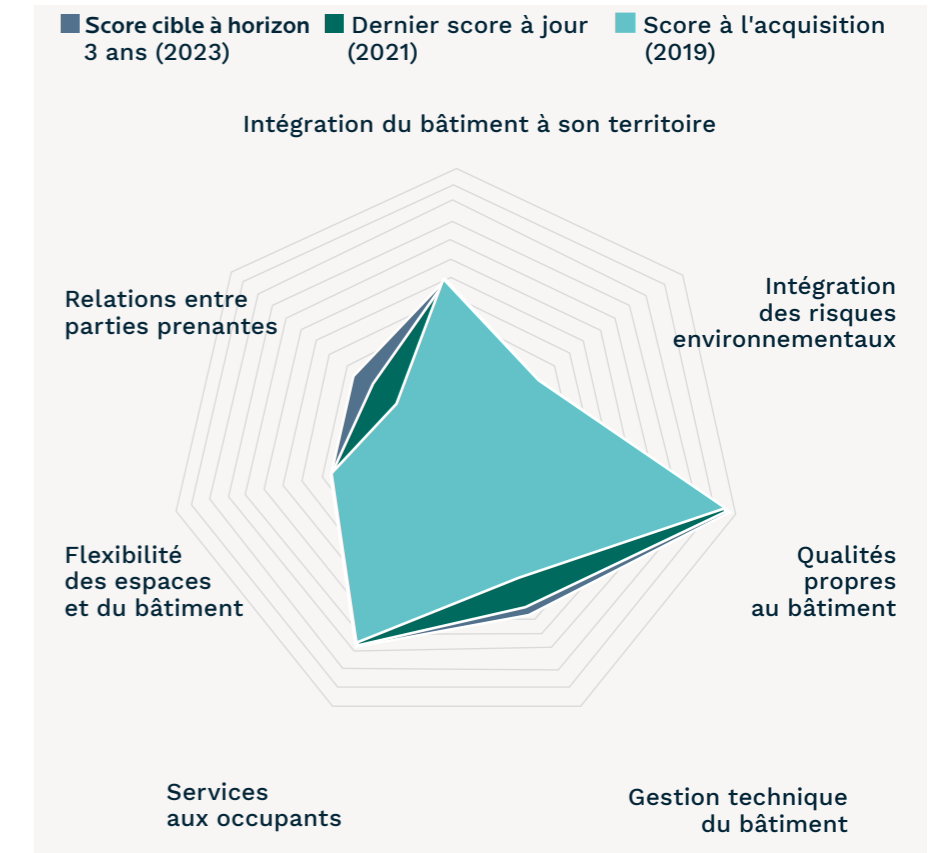 Score cible à horizon
3 ans (2023)
Dernier score à jour
(2021)
Score à l'acquisition
(2019)
Intégration du bâtiment à son territoire
Relations entre
parties prenantes
Intégration
des risques
environnementaux
Flexibilité
des espaces
et du bâtiment
Qualités
propres
au bâtiment
Services
aux occupants
Gestion technique
du bâtiment